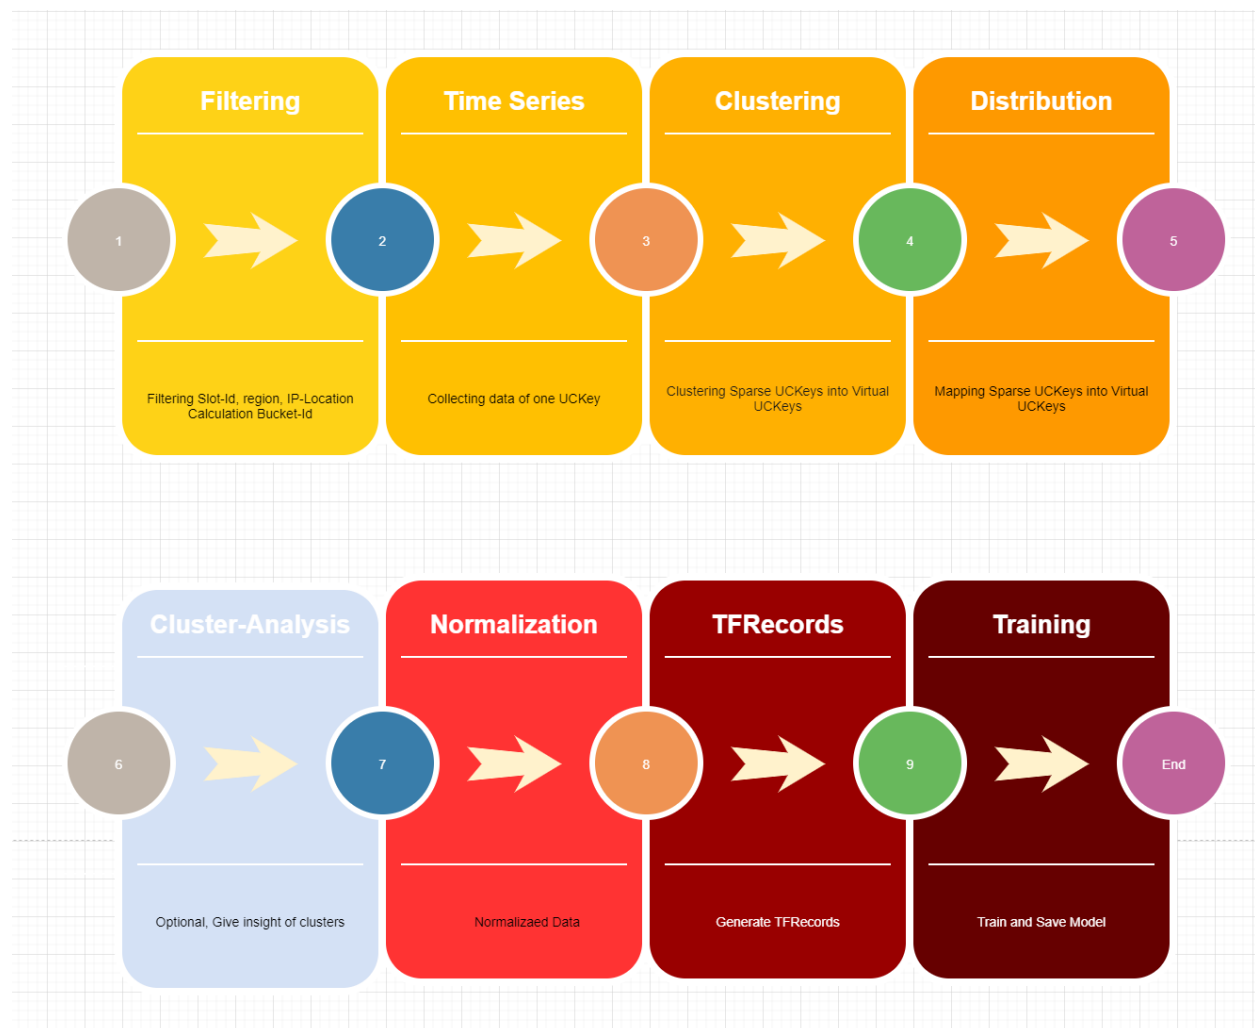 Filtering
Time Series
Clustering
Distribution
1
2
3
4
5
Filtering Slot-Id, region, IP-Location
Calculation Bucket-Id
Collecting data of one UCKey
Clustering Sparse UCKeys into Virtual
UCKeys
Mapping Sparse UCKeys into Virtual
UCKeys
Cluster-Analysis
Normalization
TFRecords
Training
6
7
8
9
End
Optional, Give insight of clusters
Normalizaed Data
Generate TFRecords
Train and Save Model